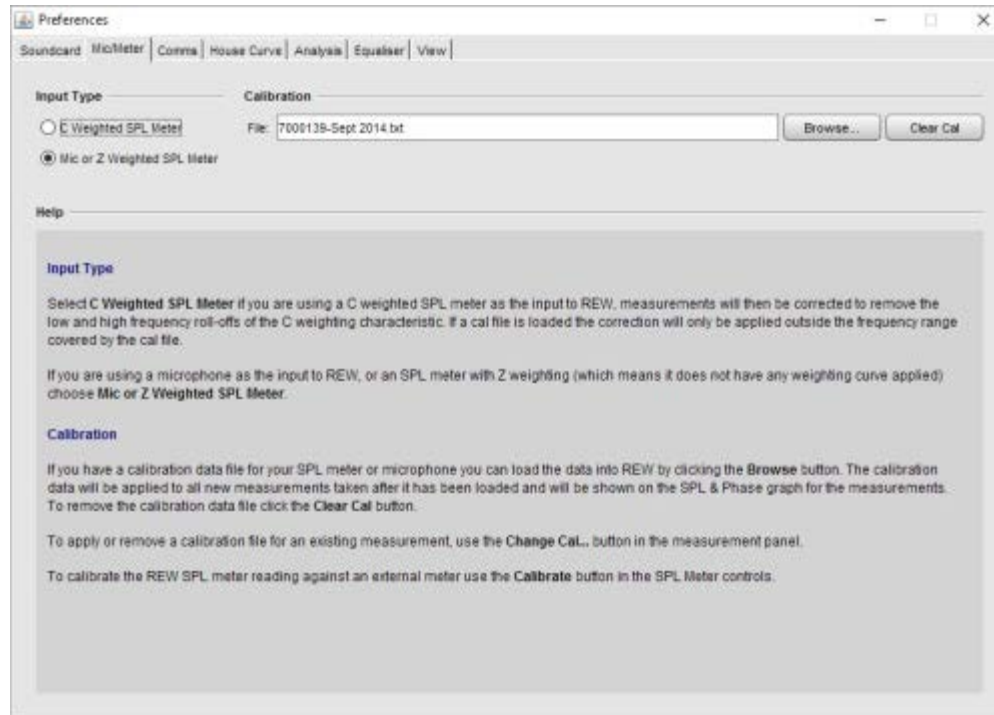 Preferences
Soundcard Mic/Meter Comms House Curve Analysis Equaliser View
Input Type Calibration
C Weighted SPL Meter File: 7000139-Sept 2014.txt Browse... Clear Cal
Mic or Z Weighted SPL Meter
Help
Input Type
Select C Weighted SPL Meter if you are using a C weighted SPL meter as the input to REW, measurements will then be corrected to remove the
low and high frequency roll-offs of the C weighting characteristic. If a cal file is loaded the correction will only be applied outside the frequency range
covered by the cal file.
If you are using a microphone as the input to REW, or an SPL meter with Z weighting (which means it does not have any weighting curve applied)
choose Mic or Z Weighted SPL Meter.
Calibration
If you have a calibration data file for your SPL meter or microphone you can load the data into REW by clicking the Browse button. The calibration
data will be applied to all new measurements taken after it has been loaded and will be shown on the SPL & Phase graph for the measurements.
To remove the calibration data file click the Clear Cal button.
To apply or remove a calibration file for an existing measurement, use the Change Cal... button in the measurement panel.
To calibrate the REW SPL meter reading against an external meter use the Calibrate button in the SPL Meter controls.